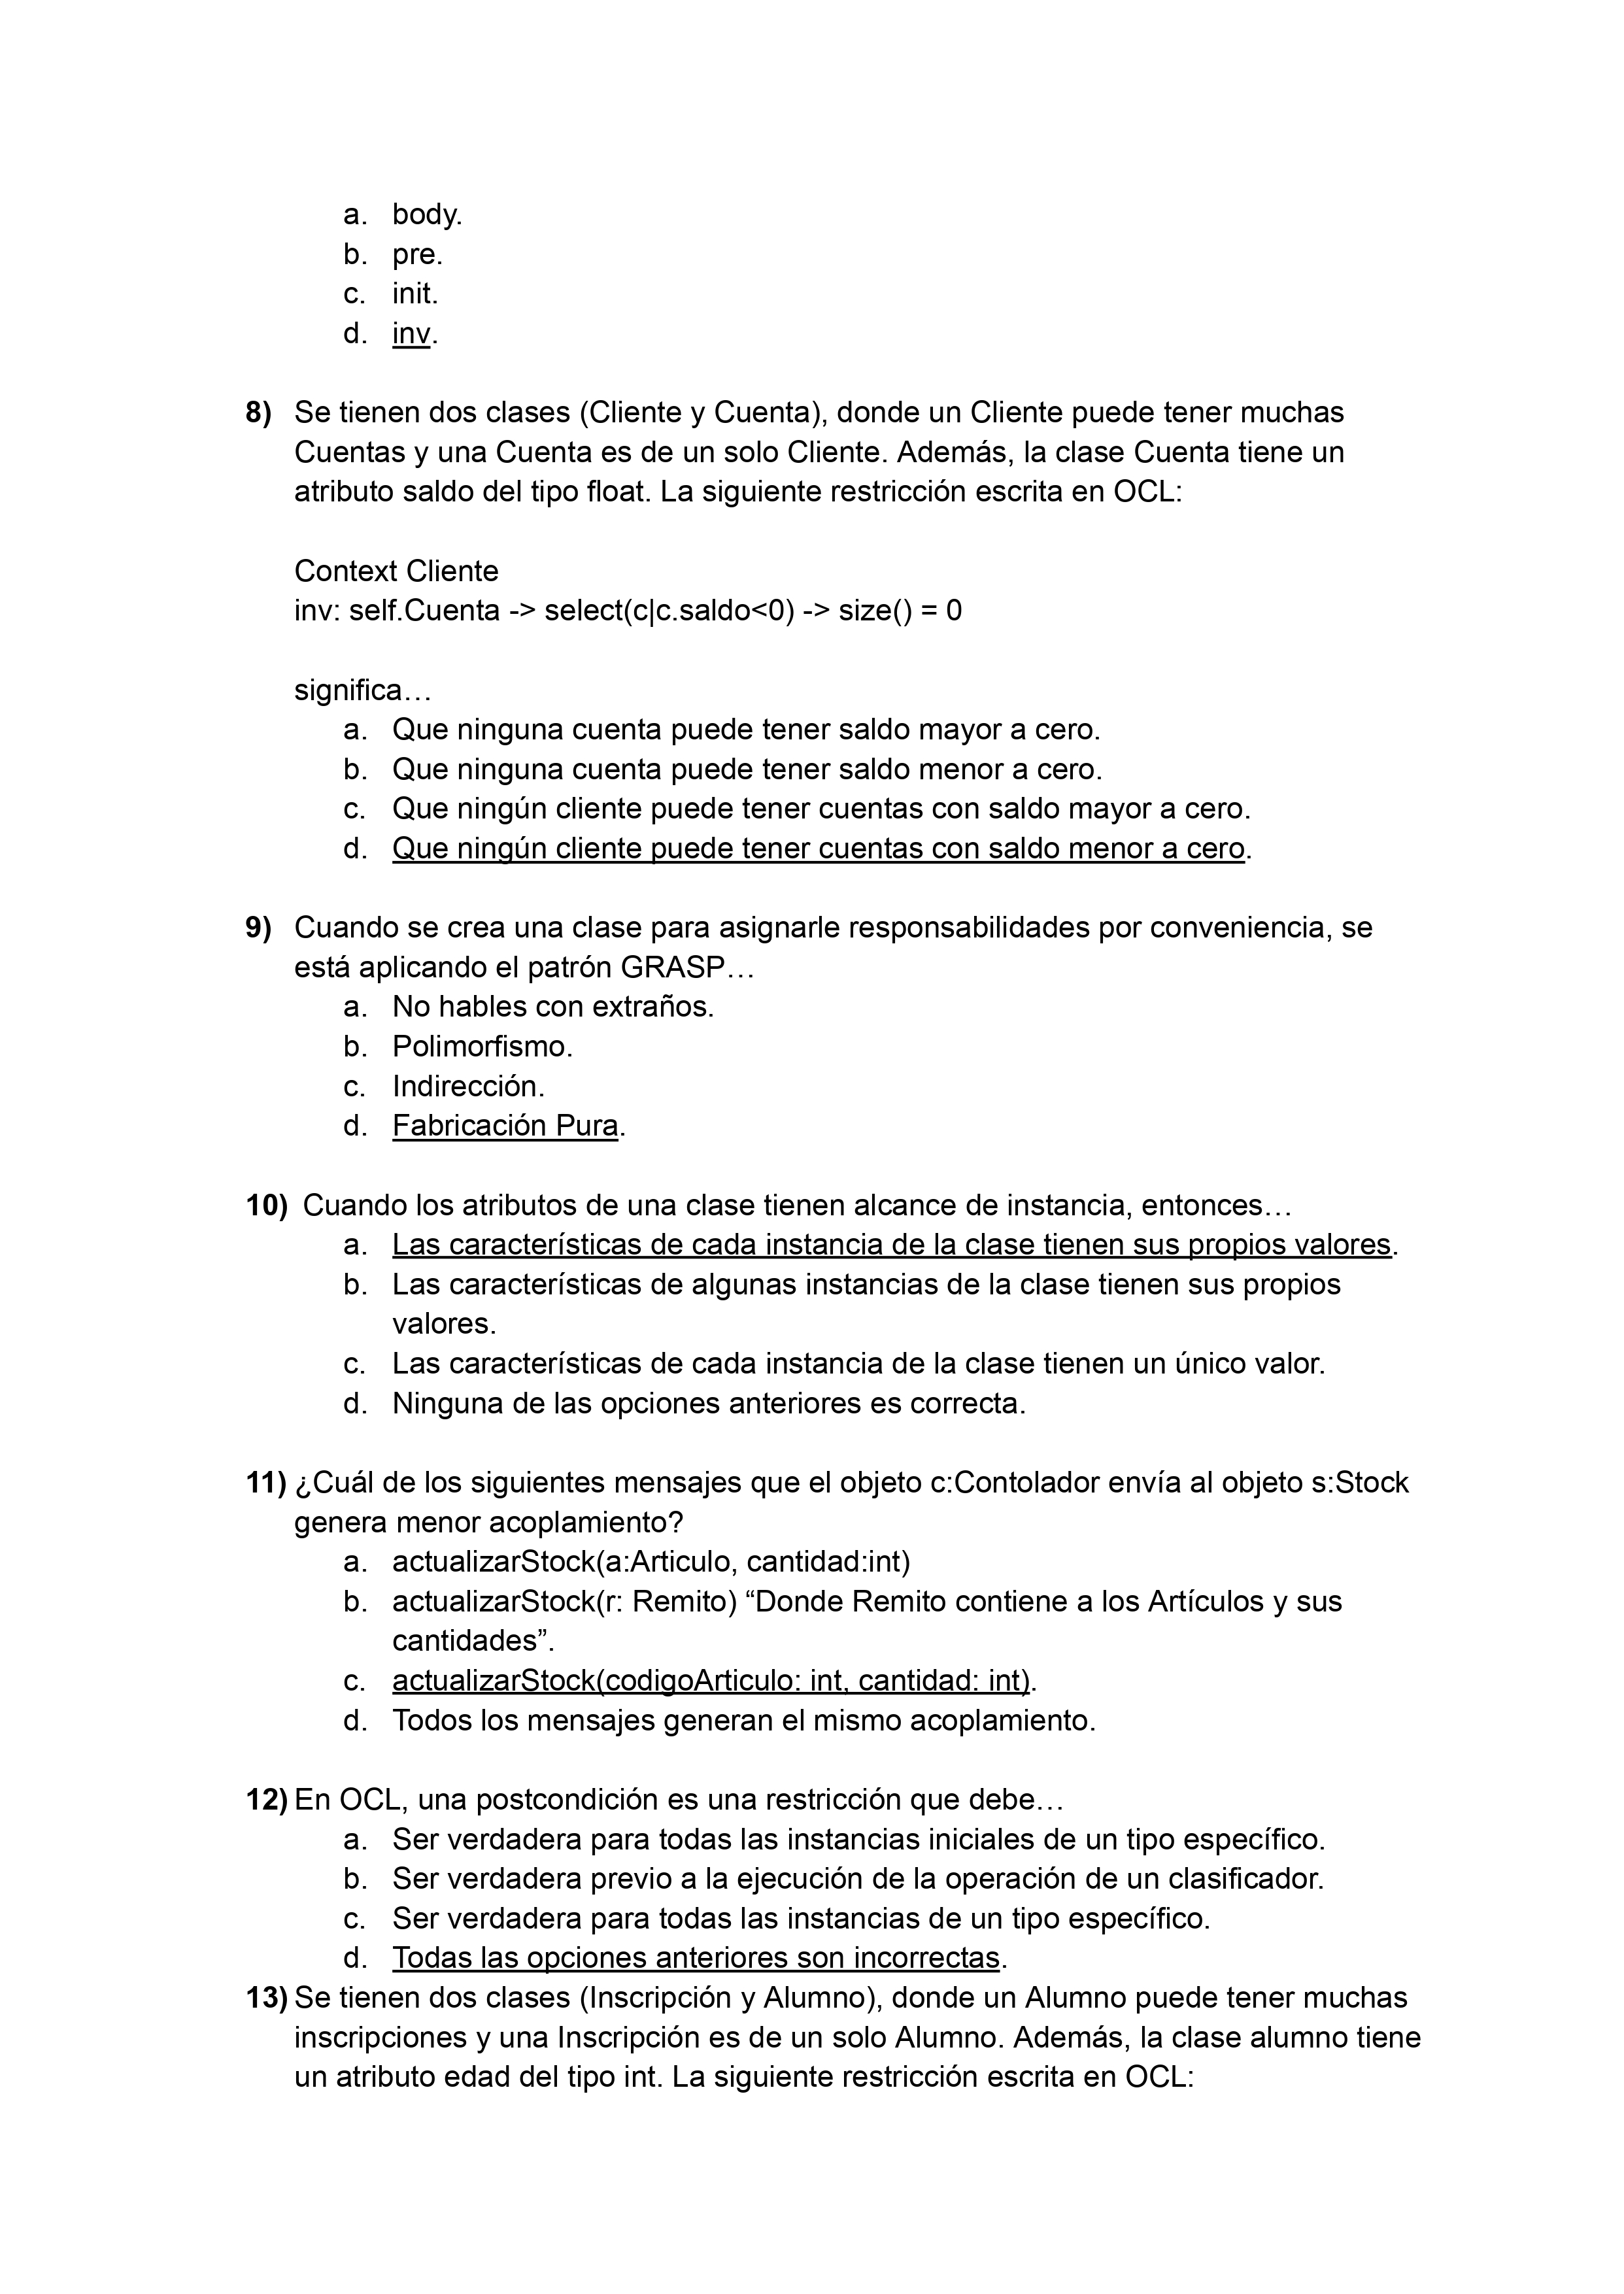 a. body.
b. pre.
c. init.
d. inv.
8) Se tienen dos clases (Cliente y Cuenta), donde un Cliente puede tener muchas
Cuentas y una Cuenta es de un solo Cliente. Además, la clase Cuenta tiene un
atributo saldo del tipo float. La siguiente restricción escrita en OCL:
Context Cliente
inv: self.Cuenta -> select(c|c.saldo<0) -> size() = 0
significa…
a. Que ninguna cuenta puede tener saldo mayor a cero.
b. Que ninguna cuenta puede tener saldo menor a cero.
c. Que ningún cliente puede tener cuentas con saldo mayor a cero.
d. Que ningún cliente puede tener cuentas con saldo menor a cero.
9) Cuando se crea una clase para asignarle responsabilidades por conveniencia, se
está aplicando el patrón GRASP…
a. No hables con extraños.
b. Polimorfismo.
c. Indirección.
d. Fabricación Pura.
10) Cuando los atributos de una clase tienen alcance de instancia, entonces…
a. Las características de cada instancia de la clase tienen sus propios valores.
b. Las características de algunas instancias de la clase tienen sus propios
valores.
c. Las características de cada instancia de la clase tienen un único valor.
d. Ninguna de las opciones anteriores es correcta.
11) ¿Cuál de los siguientes mensajes que el objeto c:Contolador envía al objeto s:Stock
genera menor acoplamiento?
a. actualizarStock(a:Articulo, cantidad:int)
b. actualizarStock(r: Remito) “Donde Remito contiene a los Artículos y sus
cantidades”.
c. actualizarStock(codigoArticulo: int, cantidad: int).
d. Todos los mensajes generan el mismo acoplamiento.
12) En OCL, una postcondición es una restricción que debe…
a. Ser verdadera para todas las instancias iniciales de un tipo específico.
b. Ser verdadera previo a la ejecución de la operación de un clasificador.
c. Ser verdadera para todas las instancias de un tipo específico.
d. Todas las opciones anteriores son incorrectas.
13) Se tienen dos clases (Inscripción y Alumno), donde un Alumno puede tener muchas
inscripciones y una Inscripción es de un solo Alumno. Además, la clase alumno tiene
un atributo edad del tipo int. La siguiente restricción escrita en OCL: